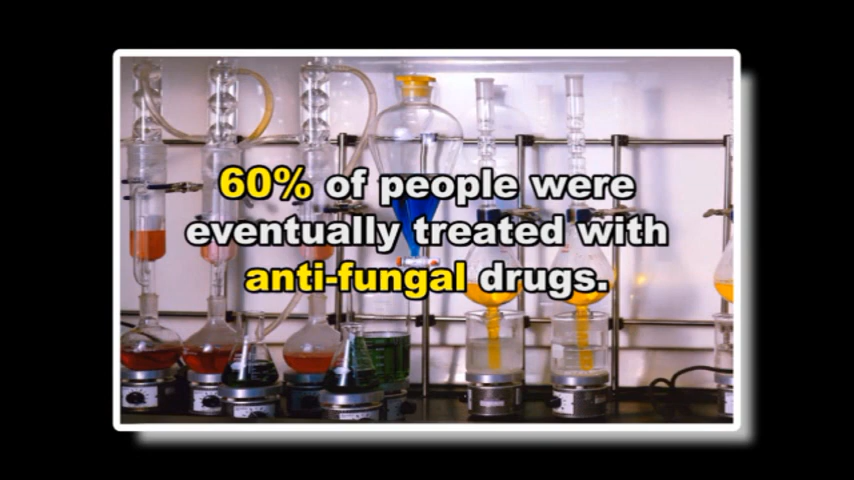 60% of people were
eventually treated with
anti-fungal drugs.